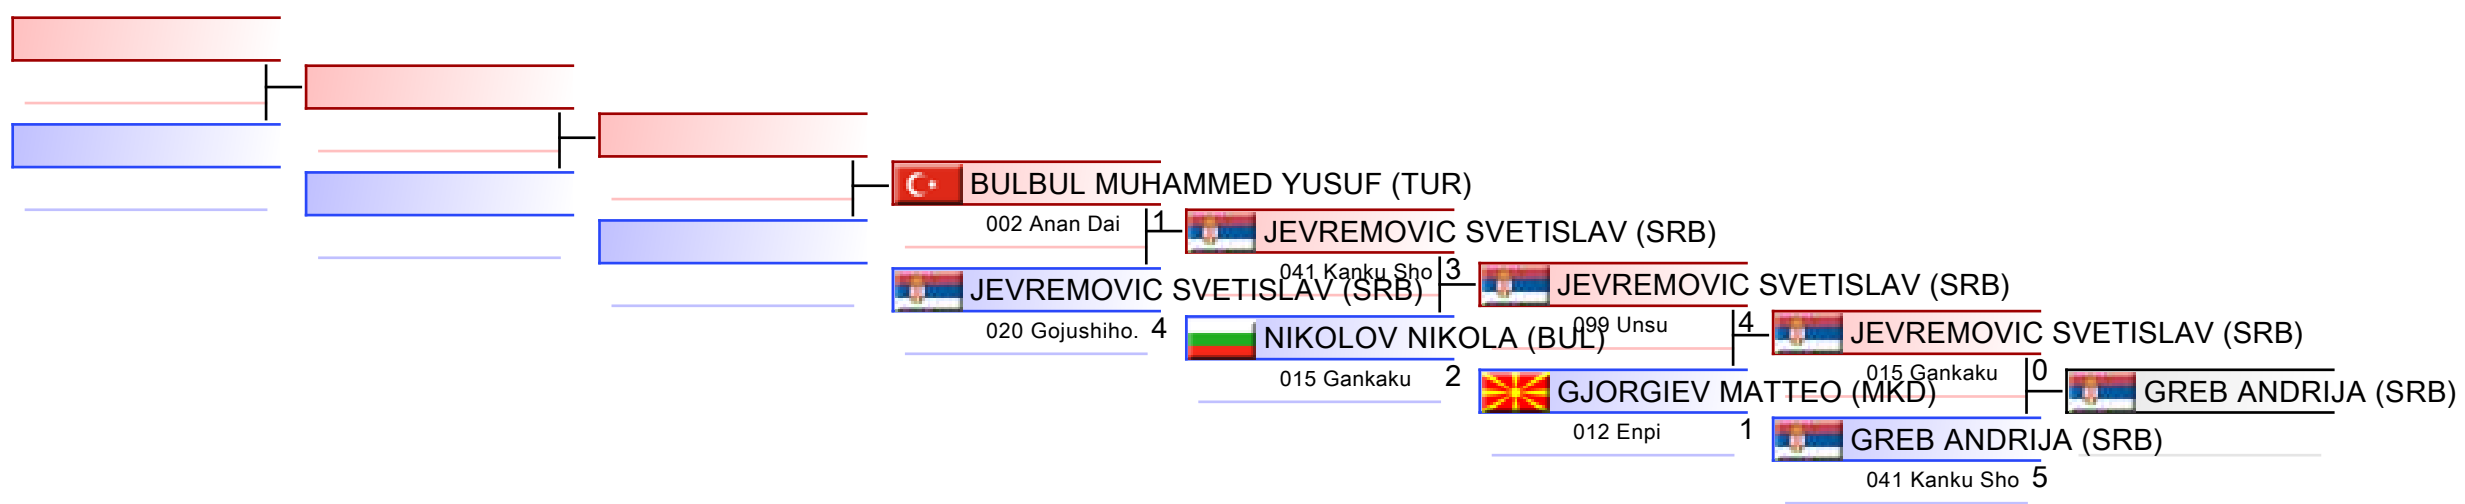 BULBUL MUHAMMED YUSUF (TUR)
002 Anan Dai 1
JEVREMOVIC SVETISLAV (SRB)
020 Gojushiho. 4
JEVREMOVIC SVETISLAV (SRB)
041 Kanku Sho 3
NIKOLOV NIKOLA (BUL)
015 Gankaku 2
JEVREMOVIC SVETISLAV (SRB)
099 Unsu 4
GJORGIEV MATTEO (MKD)
012 Enpi 1
JEVREMOVIC SVETISLAV (SRB)
015 Gankaku 0
GREB ANDRIJA (SRB)
041 Kanku Sho 5
GREB ANDRIJA (SRB)